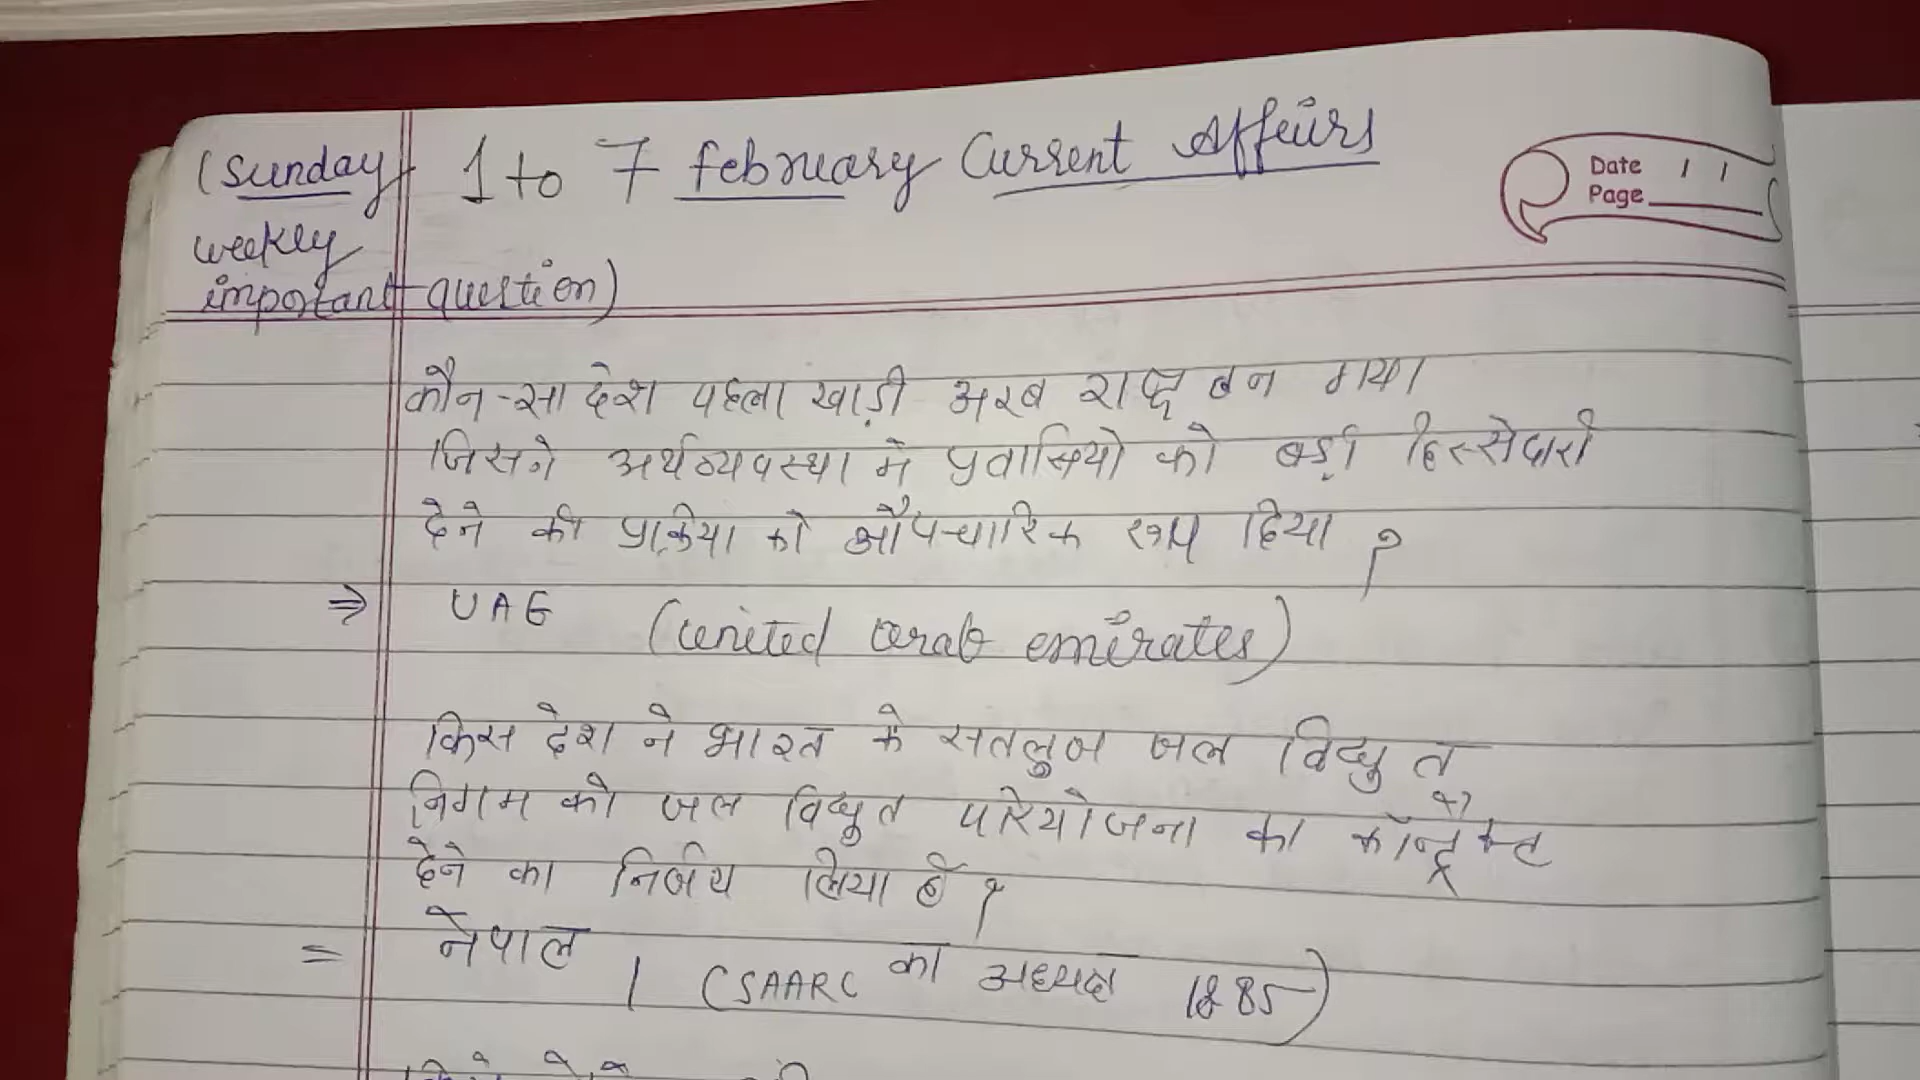 (Sunday 1 to 7 february Current Affairs
weekly
important question)
Date / /
Page
कौन-सा देश पहला खाड़ी अरब राष्ट्र बन गया
जिसने अर्थव्यवस्था मे प्रवासियो को बड़ी हिस्सेदारी
देने की प्रक्रिया को औपचारिक रूप दिया ?
⇒ UAE (united arab emirates)
किस देश ने भारत के सतलुज जल विद्युत
निगम को जल विद्युत परियोजना का कॉन्ट्रैक्ट
देने का निर्णय लिया है ?
= नेपाल | (SAARC का अध्यक्ष